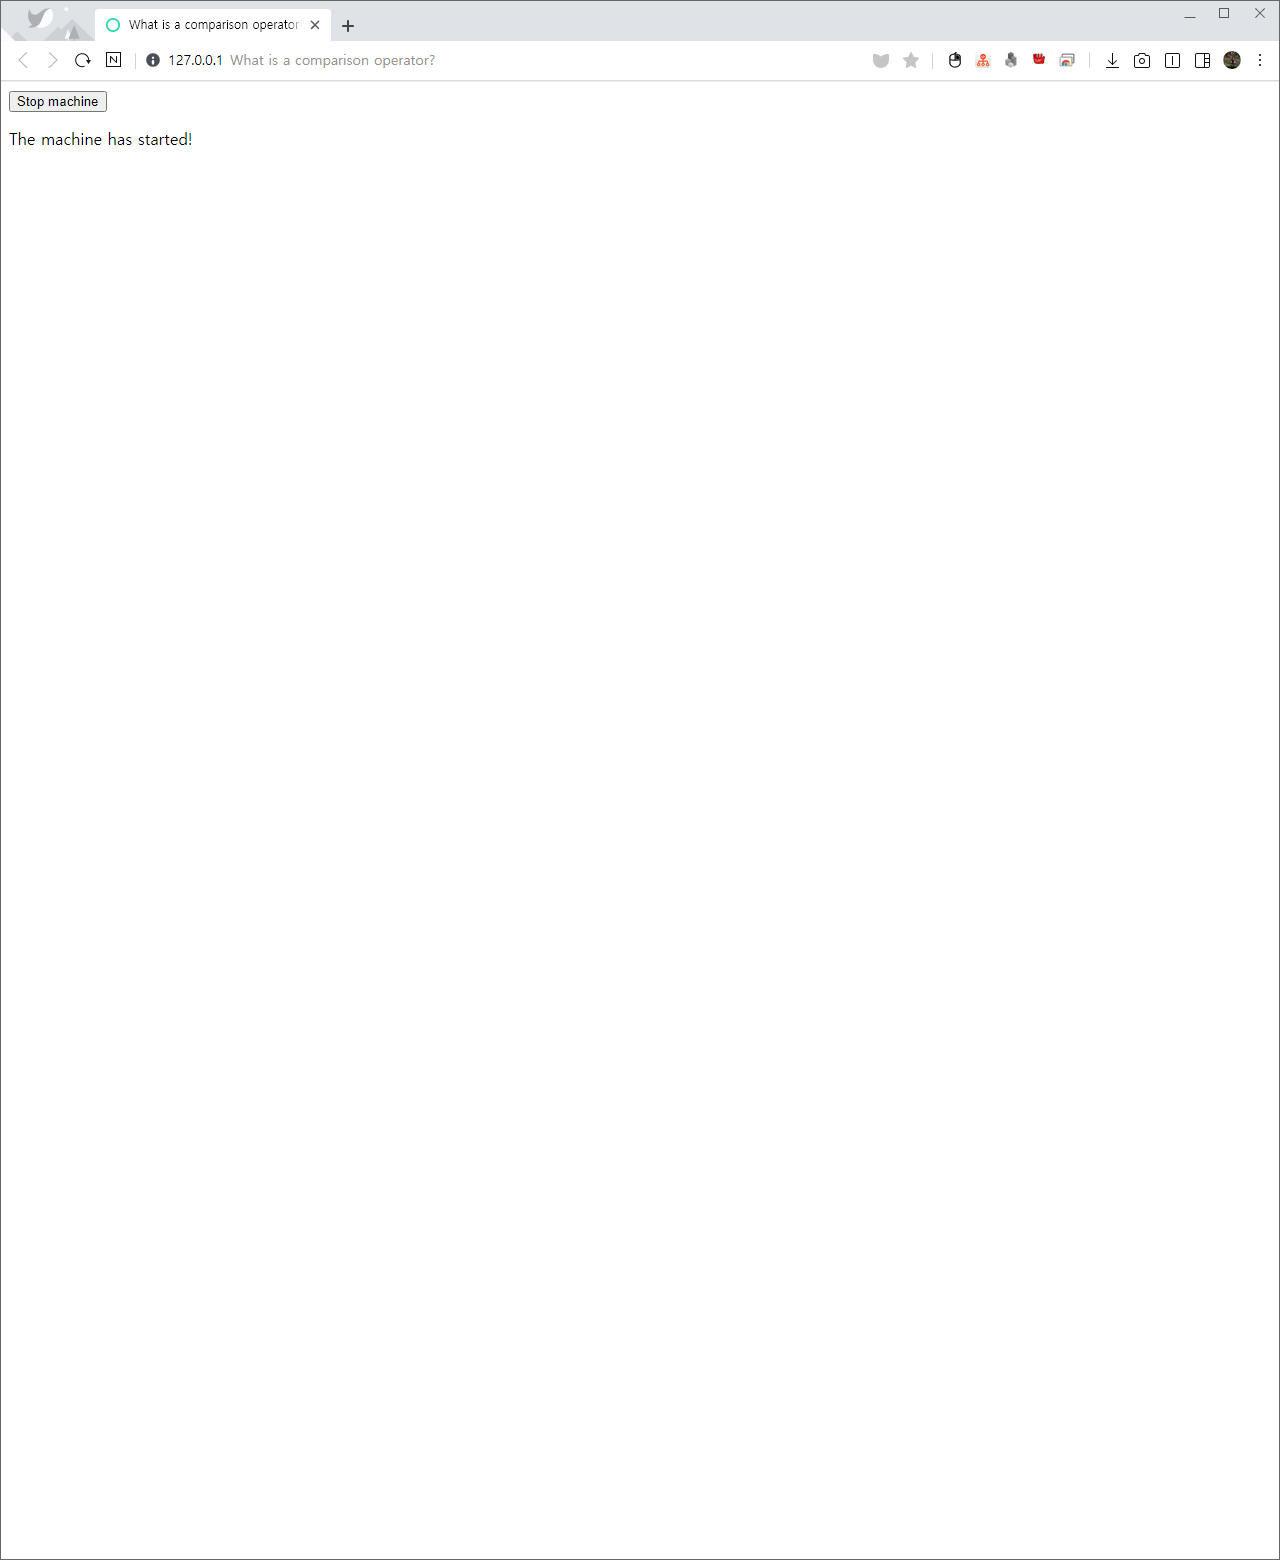 What is a comparison operator
127.0.0.1 What is a comparison operator?
Stop machine
The machine has started!